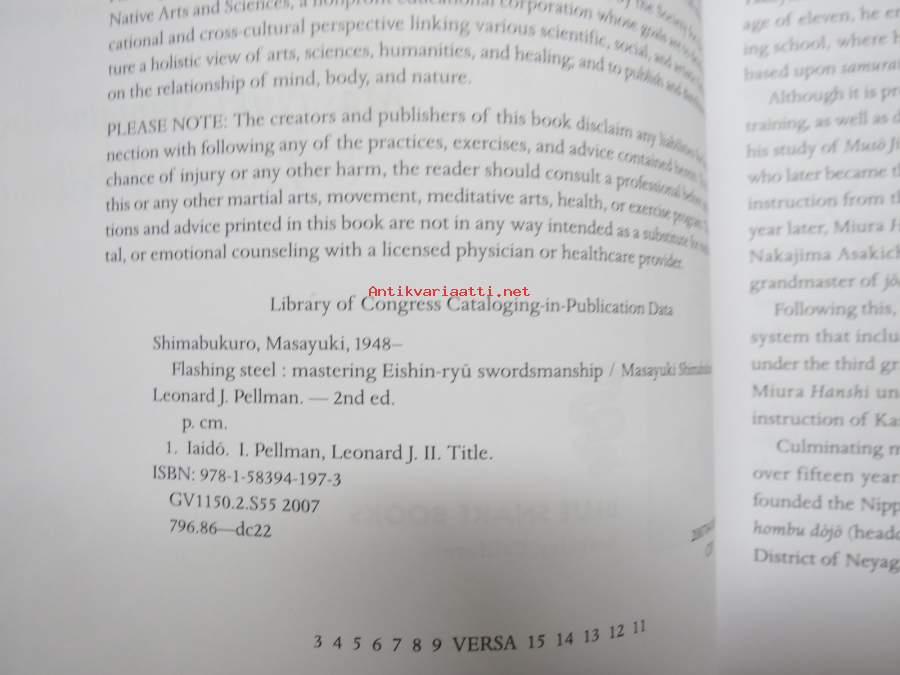 Native Arts and Sciences, a nonprofit educational corporation whose goals are to
cational and cross-cultural perspective linking various scientific, social, and
ture a holistic view of arts, sciences, humanities, and healing; and to publish and
on the relationship of mind, body, and nature.
PLEASE NOTE: The creators and publishers of this book disclaim any liabilities
nection with following any of the practices, exercises, and advice contained herein.
chance of injury or any other harm, the reader should consult a professional before
this or any other martial arts, movement, meditative arts, health, or exercise program.
tions and advice printed in this book are not in any way intended as a substitute for
tal, or emotional counseling with a licensed physician or healthcare provider.
Antikvariaatti.net
Library of Congress Cataloging-in-Publication Data
Shimabukuro, Masayuki, 1948–
Flashing steel : mastering Eishin-ryū swordsmanship / Masayuki
Leonard J. Pellman. — 2nd ed.
p. cm.
1. Iaidō. I. Pellman, Leonard J. II. Title.
ISBN: 978-1-58394-197-3
GV1150.2.S55 2007
796.86—dc22
3 4 5 6 7 8 9 VERSA 15 14 13 12 11
age of eleven, he
ing school, where
based upon samurai
Although it is
training, as well as
his study of Musō
who later became
instruction from
year later, Miura
Nakajima
grandmaster of
Following this,
system that
under the third
Miura Hanshi
instruction of
Culminating
over fifteen
founded the
hombu dōjō
District of